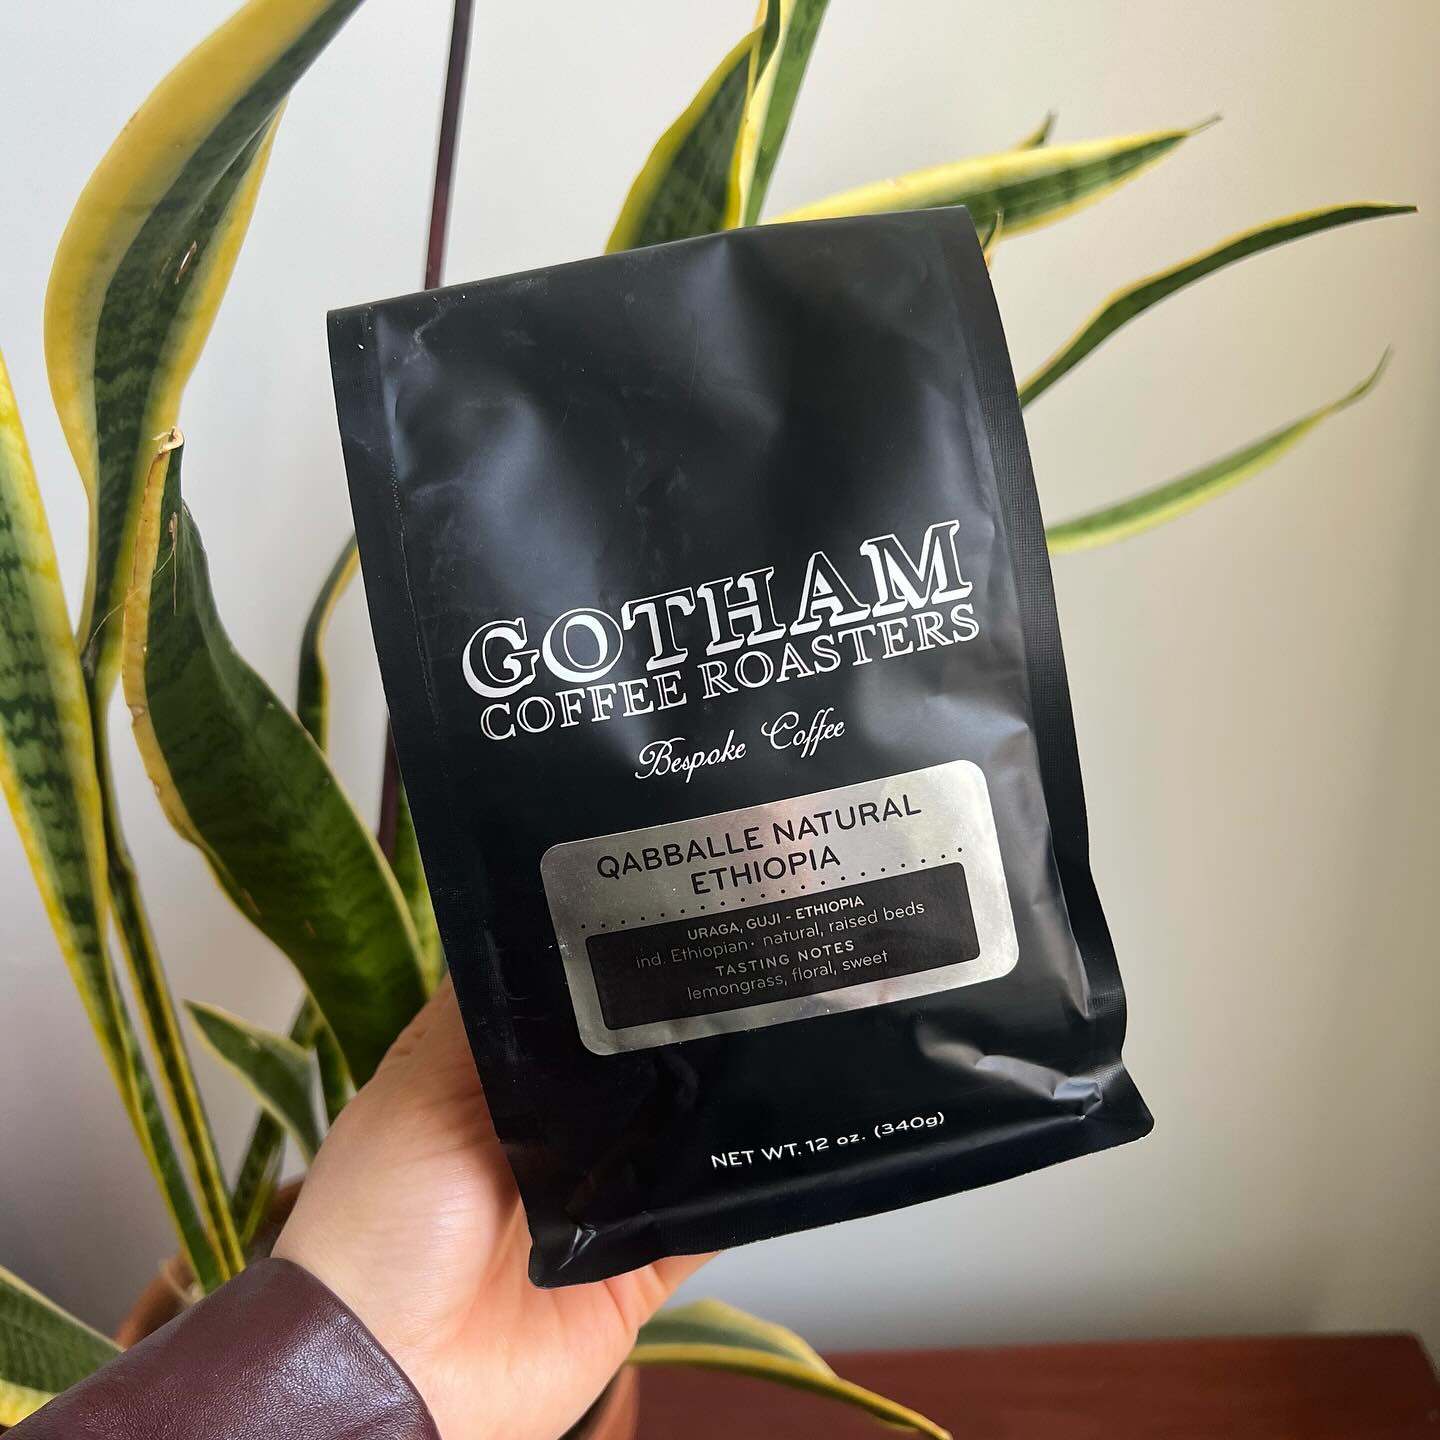 GOTHAM
COFFEE ROASTERS
Bespoke Coffee
QABBALLE NATURAL
ETHIOPIA
URAGA, GUJI - ETHIOPIA
ind. Ethiopian · natural, raised beds
TASTING NOTES
lemongrass, floral, sweet
NET WT. 12 oz. (340g)